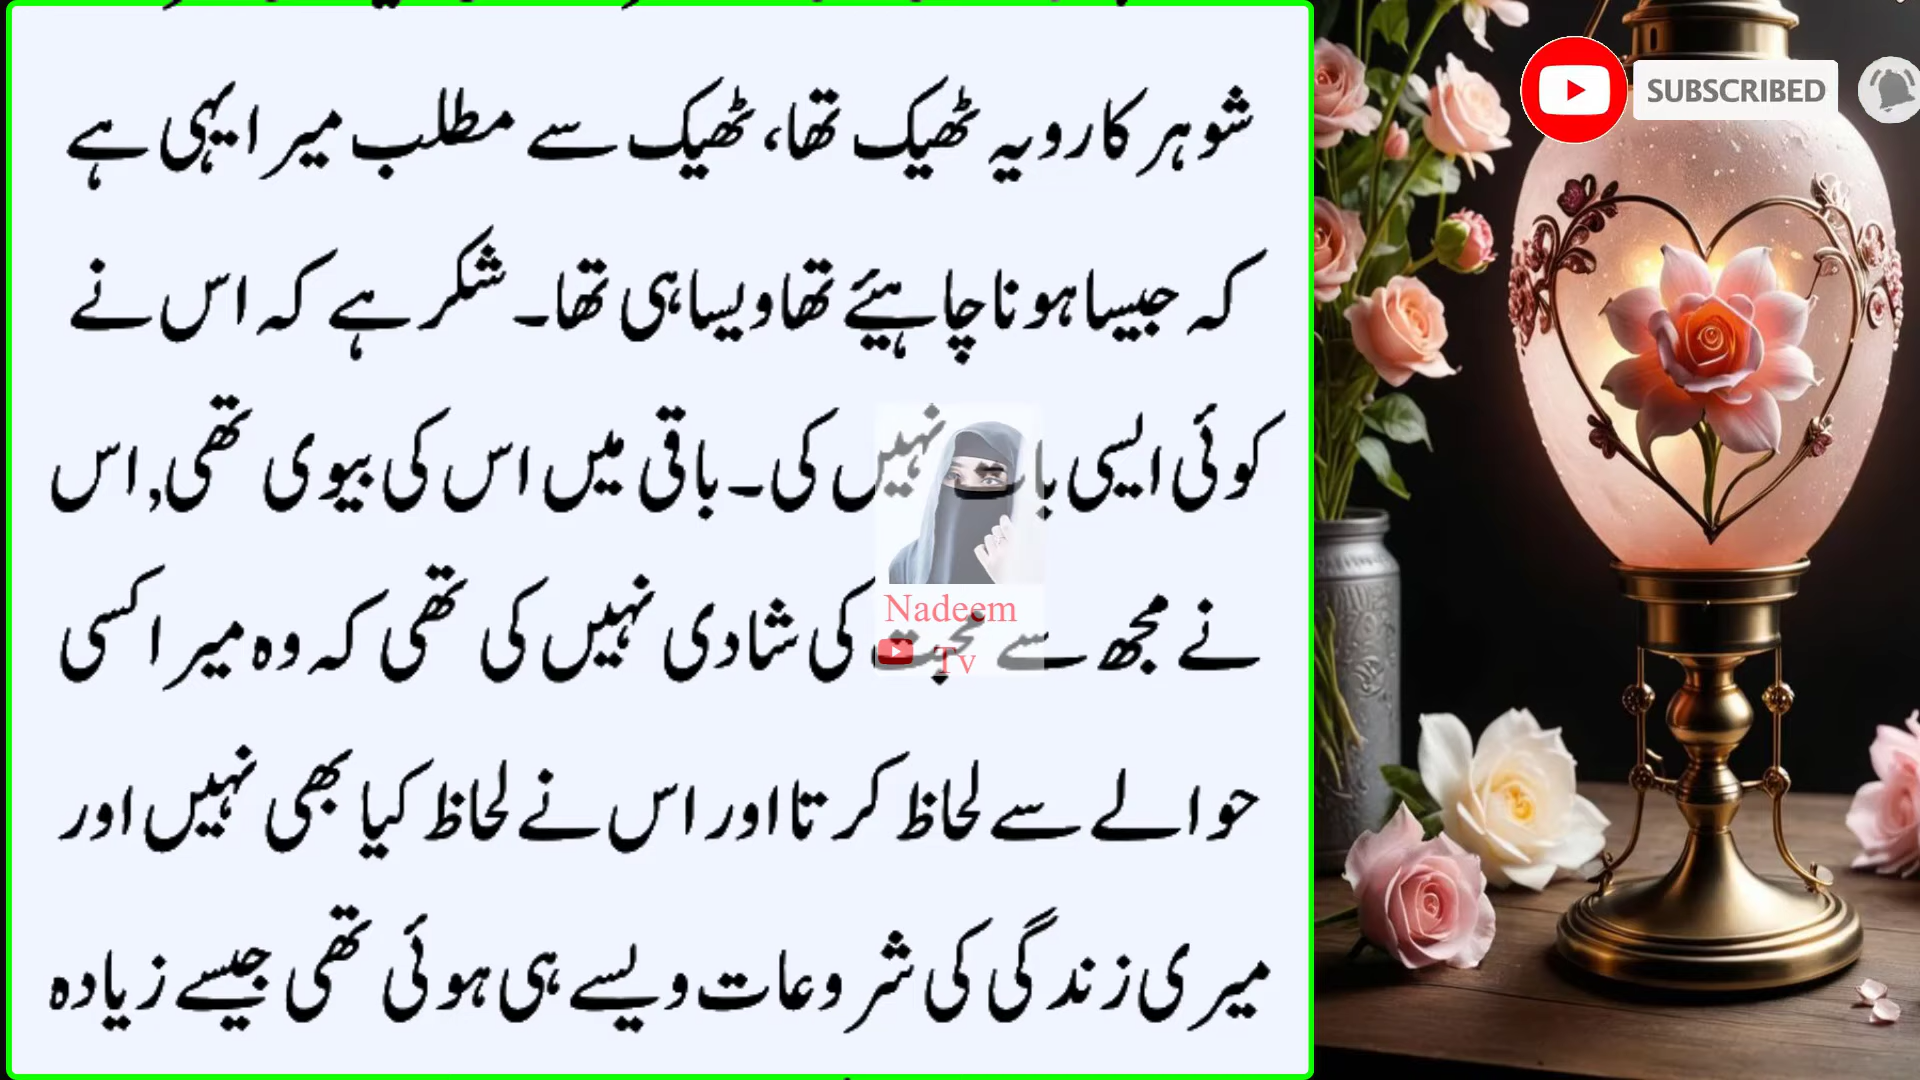 شوہر کا رویہ ٹھیک تھا، ٹھیک سے مطلب میرا یہی ہے
کہ جیسا ہونا چاہیئے تھا ویسا ہی تھا۔ شکر ہے کہ اس نے
کوئی ایسی بات نہیں کی۔ باقی میں اس کی بیوی تھی, اس
نے مجھ سے محبت کی شادی نہیں کی تھی کہ وہ میرا کسی
حوالے سے لحاظ کرتا اور اس نے لحاظ کیا بھی نہیں اور
میری زندگی کی شروعات ویسے ہی ہوئی تھی جیسے زیادہ
Nadeem
Tv
SUBSCRIBED